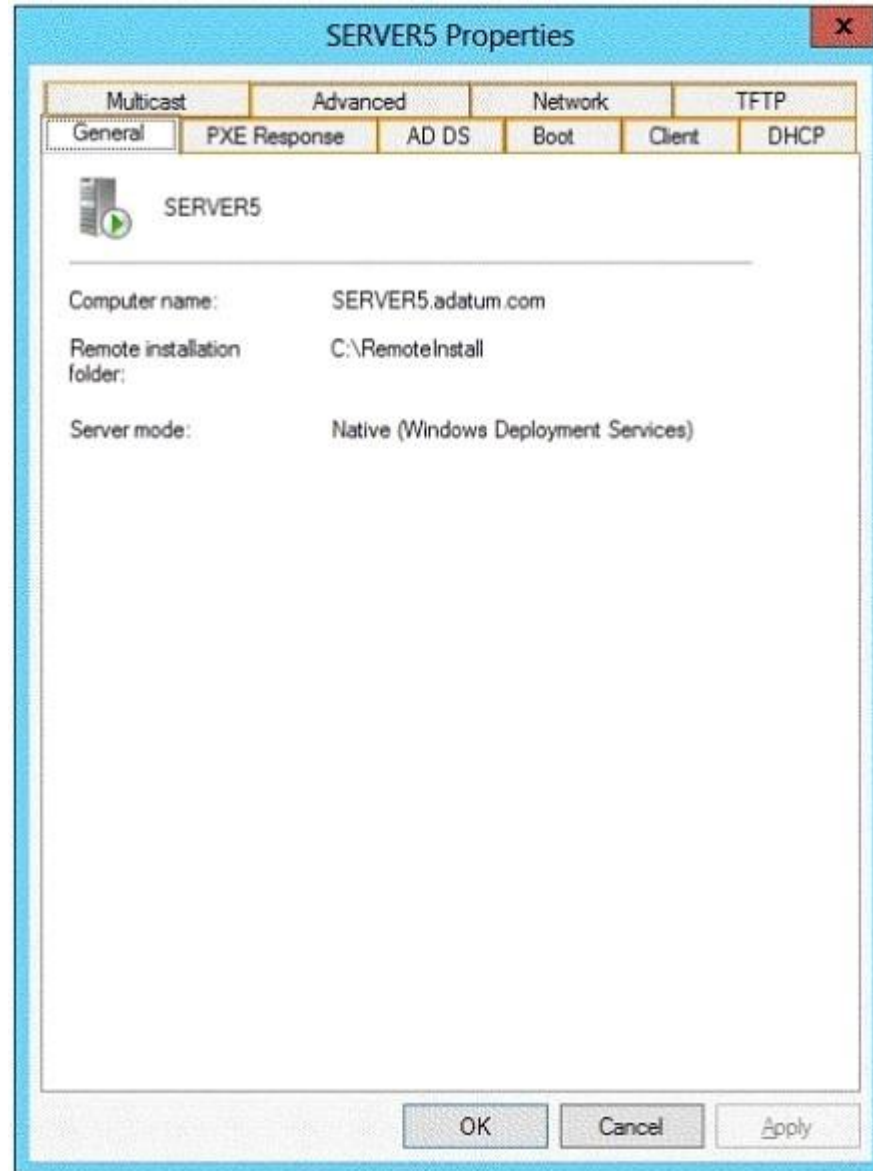 SERVER5 Properties
x
Multicast Advanced Network TFTP
General PXE Response AD DS Boot Client DHCP
SERVER5
Computer name: SERVER5.adatum.com
Remote installation C:\RemoteInstall
folder:
Server mode: Native (Windows Deployment Services)
OK Cancel Apply